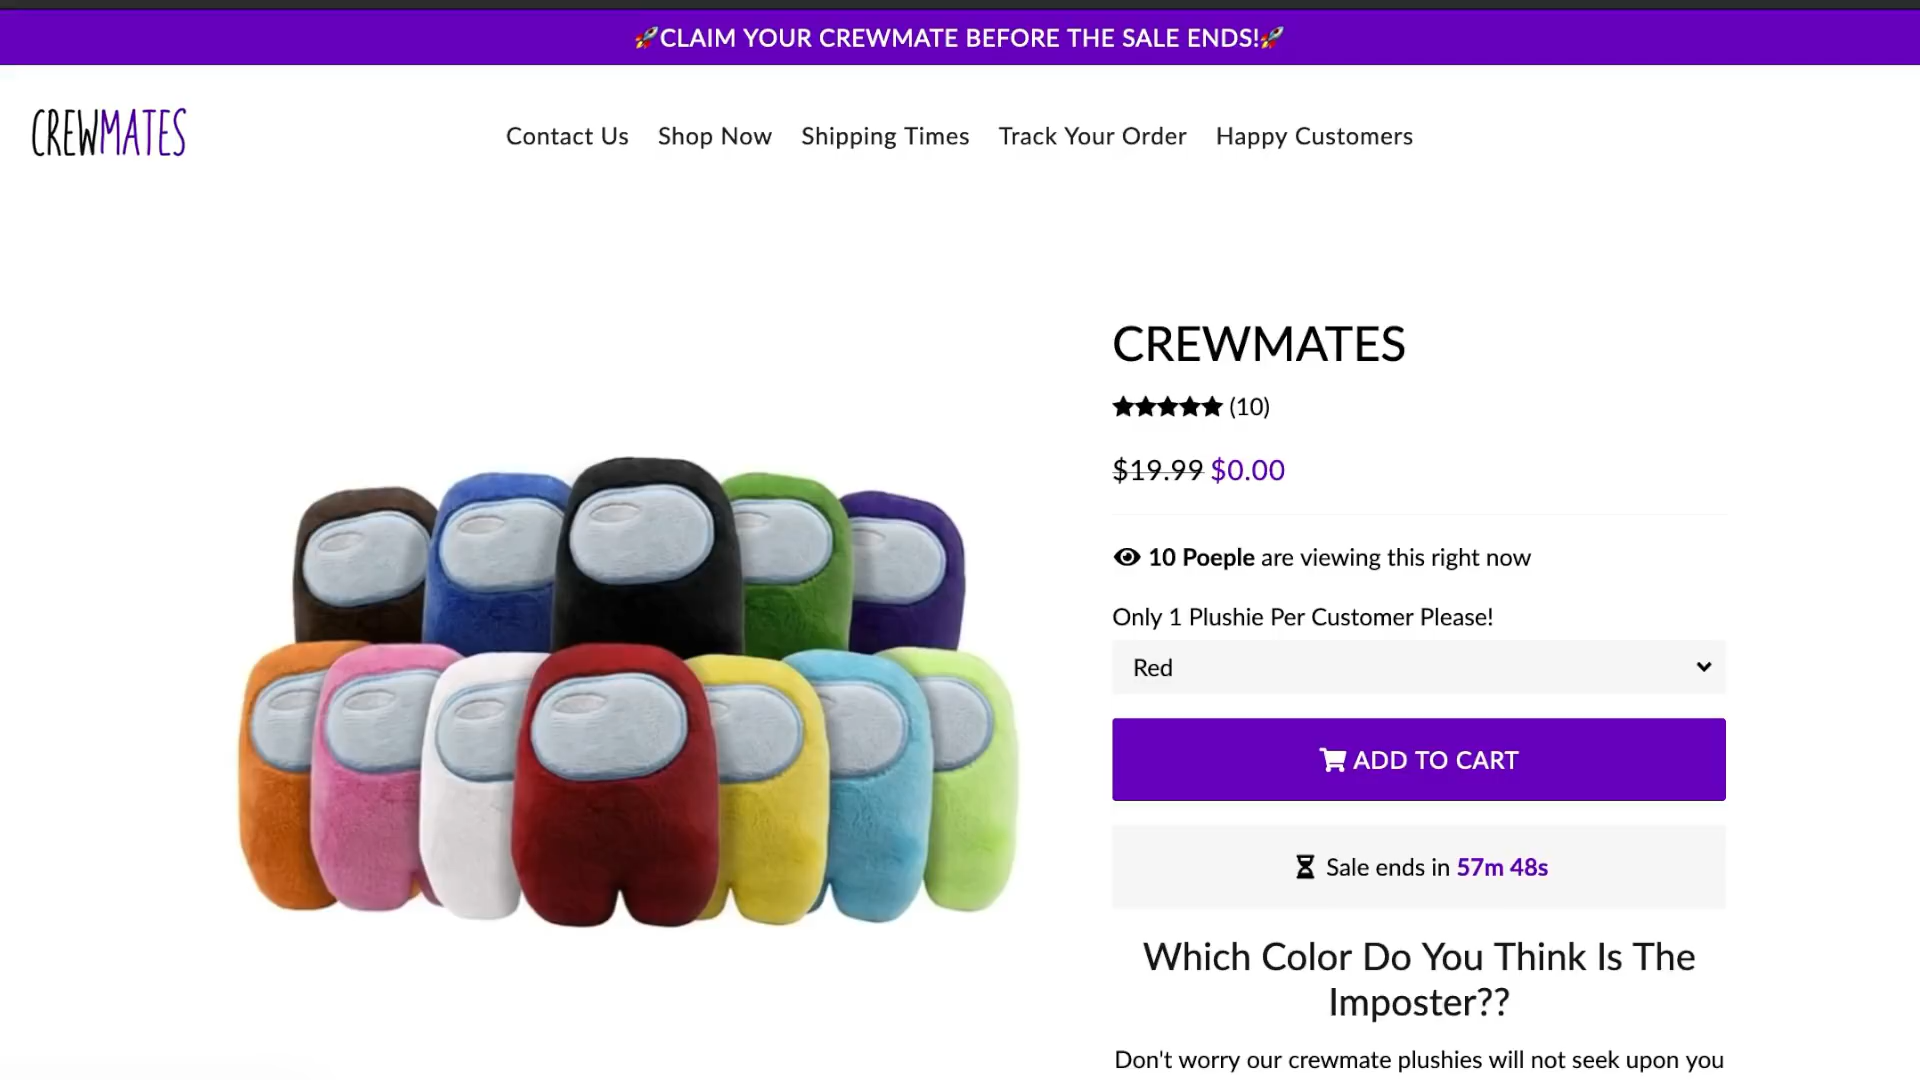 🚀CLAIM YOUR CREWMATE BEFORE THE SALE ENDS!🚀
CREWMATES
Contact Us Shop Now Shipping Times Track Your Order Happy Customers
CREWMATES
(10)
$19.99 $0.00
10 Poeple are viewing this right now
Only 1 Plushie Per Customer Please!
Red
ADD TO CART
Sale ends in 57m 48s
Which Color Do You Think Is The
Imposter??
Don't worry our crewmate plushies will not seek upon you